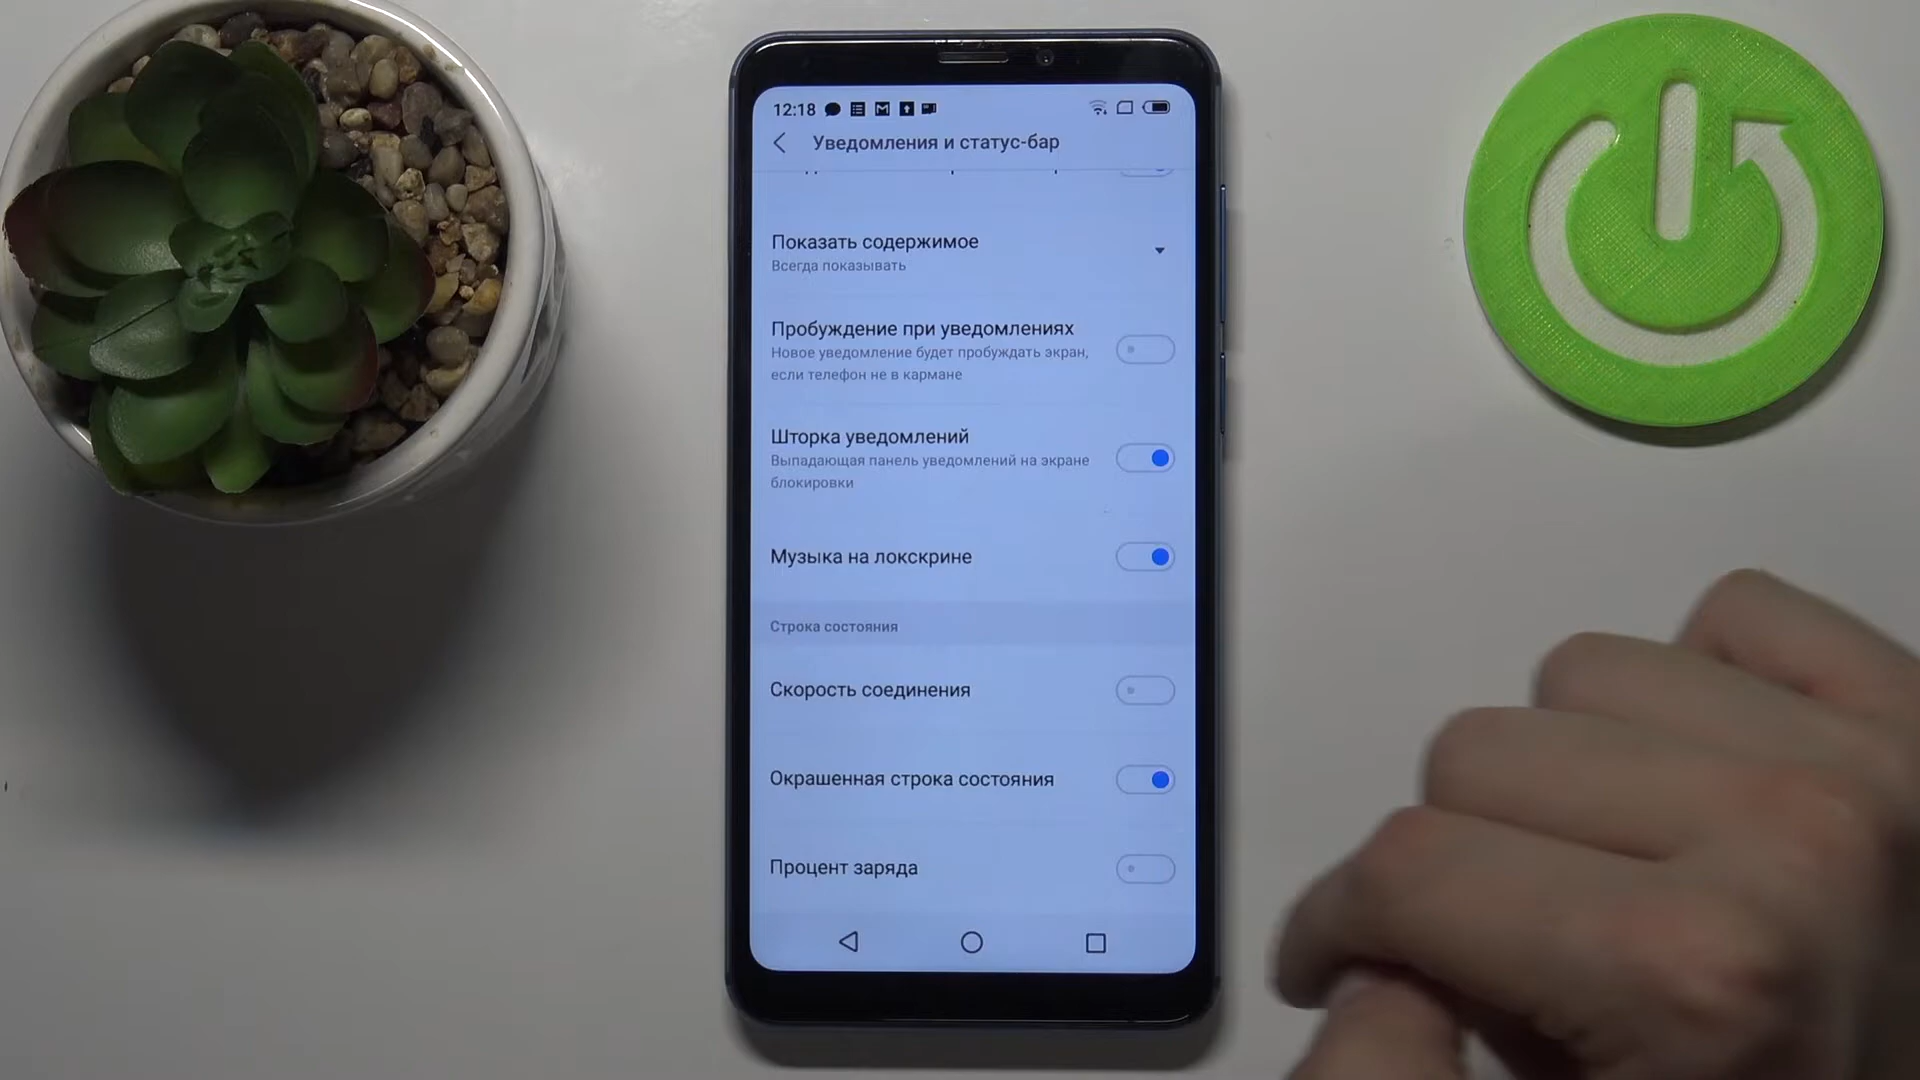 12:18
Уведомления и статус-бар
Показать содержимое
Всегда показывать
Пробуждение при уведомлениях
Новое уведомление будет пробуждать экран,
если телефон не в кармане
Шторка уведомлений
Выпадающая панель уведомлений на экране
блокировки
Музыка на локскрине
Строка состояния
Скорость соединения
Окрашенная строка состояния
Процент заряда